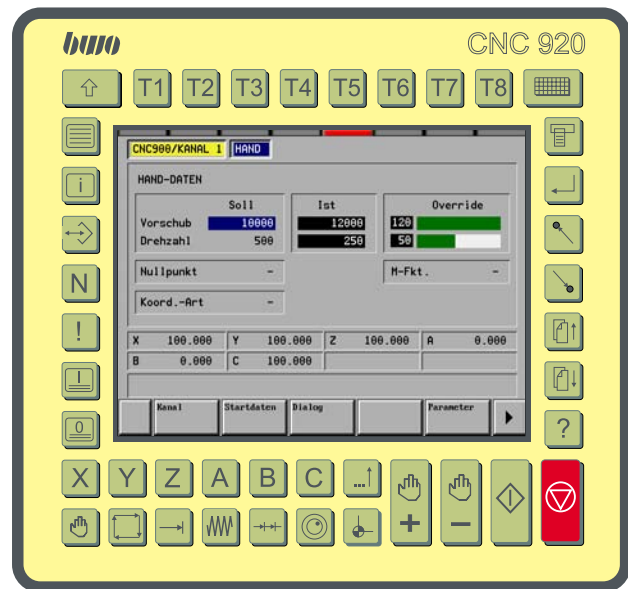 bwo CNC 920
T1 T2 T3 T4 T5 T6 T7 T8
CNC900/KANAL 1 HAND
HAND-DATEN
Soll Ist Override
Vorschub 10000 12000 120
Drehzahl 500 250 50
Nullpunkt - M-Fkt. -
Koord.-Art -
X 100.000 Y 100.000 Z 100.000 A 0.000
B 0.000 C 100.000
Kanal Startdaten Dialog Parameter
i
N
!
I
0
?
X Y Z A B C ...
+ -